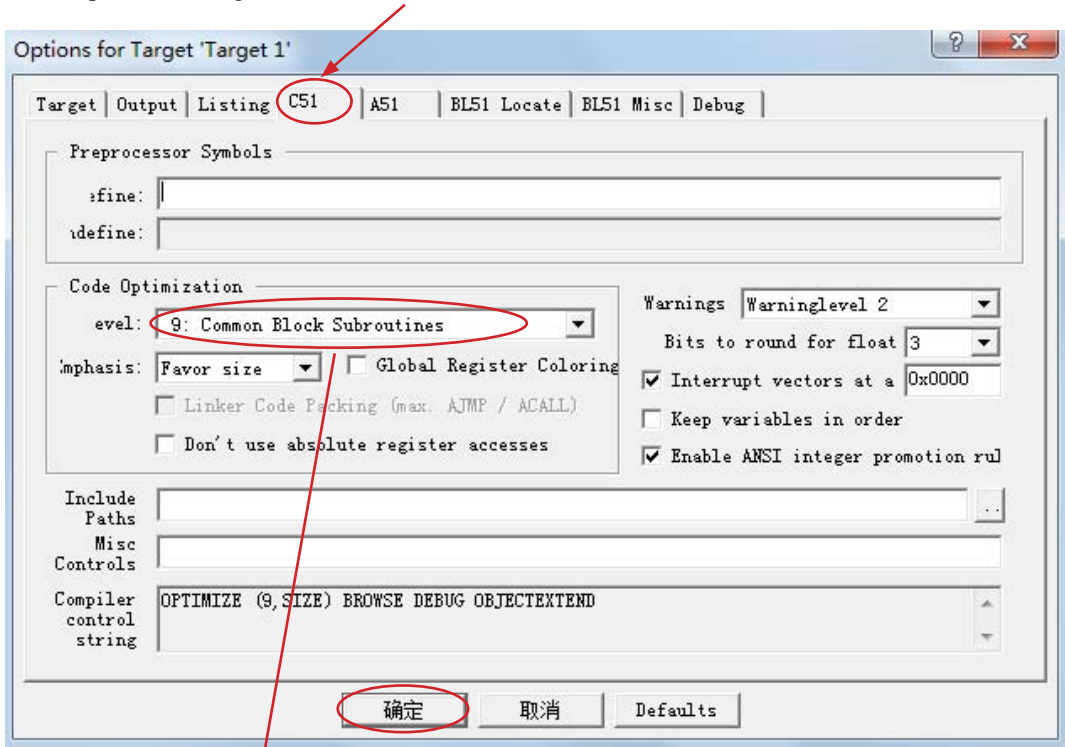 Options for Target 'Target 1'
Target Output Listing C51 A51 BL51 Locate BL51 Misc Debug
Preprocessor Symbols
efine:
define:
Code Optimization
evel: 9: Common Block Subroutines
mphasis: Favor size Global Register Coloring
Linker Code Packing (max. AJMP / ACALL)
Don't use absolute register accesses
Warnings Warninglevel 2
Bits to round for float 3
Interrupt vectors at a 0x0000
Keep variables in order
Enable ANSI integer promotion rul
Include Paths
..
Misc Controls
Compiler control string
OPTIMIZE (9,SIZE) BROWSE DEBUG OBJECTEXTEND
确定 取消 Defaults